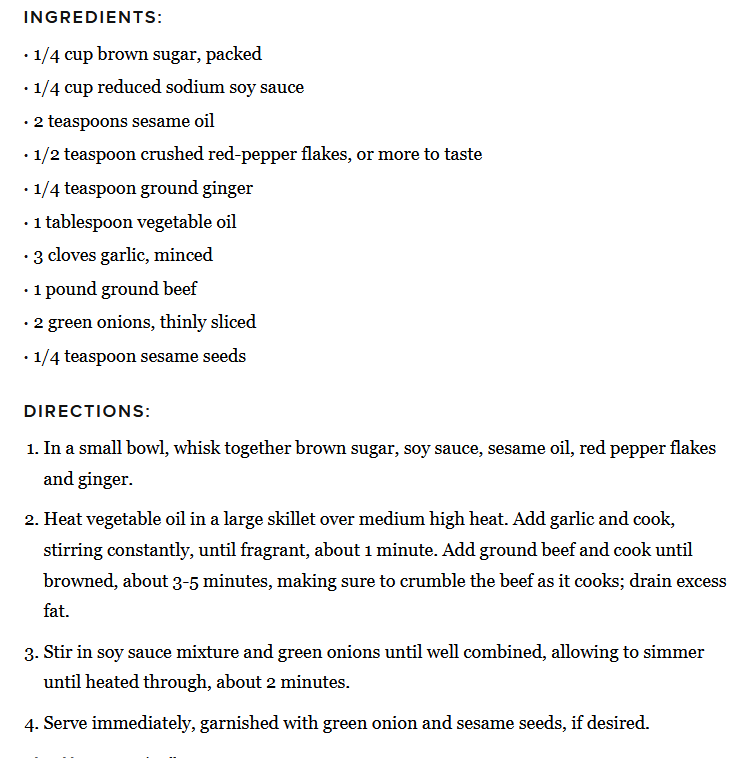 INGREDIENTS:
· 1/4 cup brown sugar, packed
· 1/4 cup reduced sodium soy sauce
· 2 teaspoons sesame oil
· 1/2 teaspoon crushed red-pepper flakes, or more to taste
· 1/4 teaspoon ground ginger
· 1 tablespoon vegetable oil
· 3 cloves garlic, minced
· 1 pound ground beef
· 2 green onions, thinly sliced
· 1/4 teaspoon sesame seeds
DIRECTIONS:
1. In a small bowl, whisk together brown sugar, soy sauce, sesame oil, red pepper flakes
and ginger.
2. Heat vegetable oil in a large skillet over medium high heat. Add garlic and cook,
stirring constantly, until fragrant, about 1 minute. Add ground beef and cook until
browned, about 3-5 minutes, making sure to crumble the beef as it cooks; drain excess
fat.
3. Stir in soy sauce mixture and green onions until well combined, allowing to simmer
until heated through, about 2 minutes.
4. Serve immediately, garnished with green onion and sesame seeds, if desired.